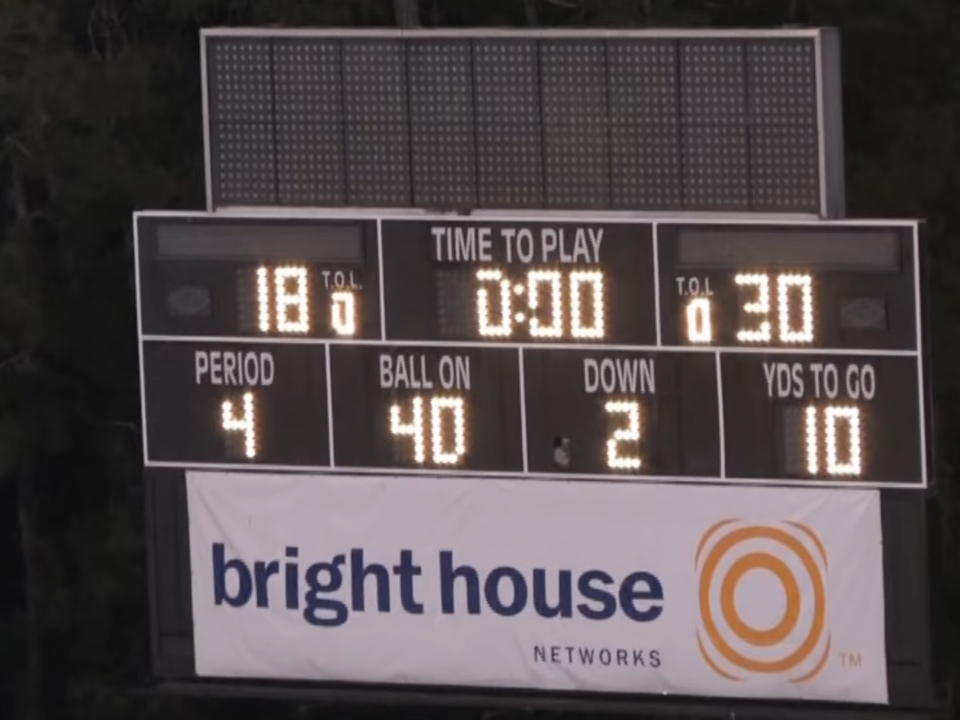 TIME TO PLAY
18 T.O.L. 0 0:00 T.O.L 0 30
PERIOD BALL ON DOWN YDS TO GO
4 40 2 10
bright house
NETWORKS TM